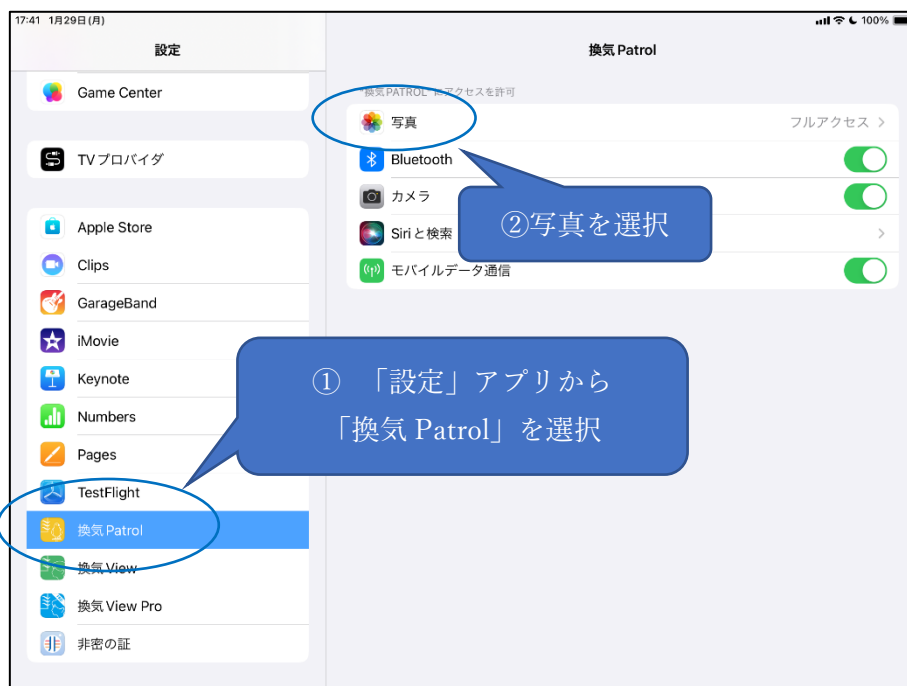 17:41 1月29日(月)
100%
設定
Game Center
TVプロバイダ
Apple Store
Clips
GarageBand
iMovie
Keynote
Numbers
Pages
TestFlight
換気 Patrol
換気 View
換気 View Pro
非密の証
換気 Patrol
"換気PATROL"にアクセスを許可
写真
フルアクセス
Bluetooth
カメラ
Siriと検索
モバイルデータ通信
②写真を選択
① 「設定」アプリから
「換気 Patrol」を選択